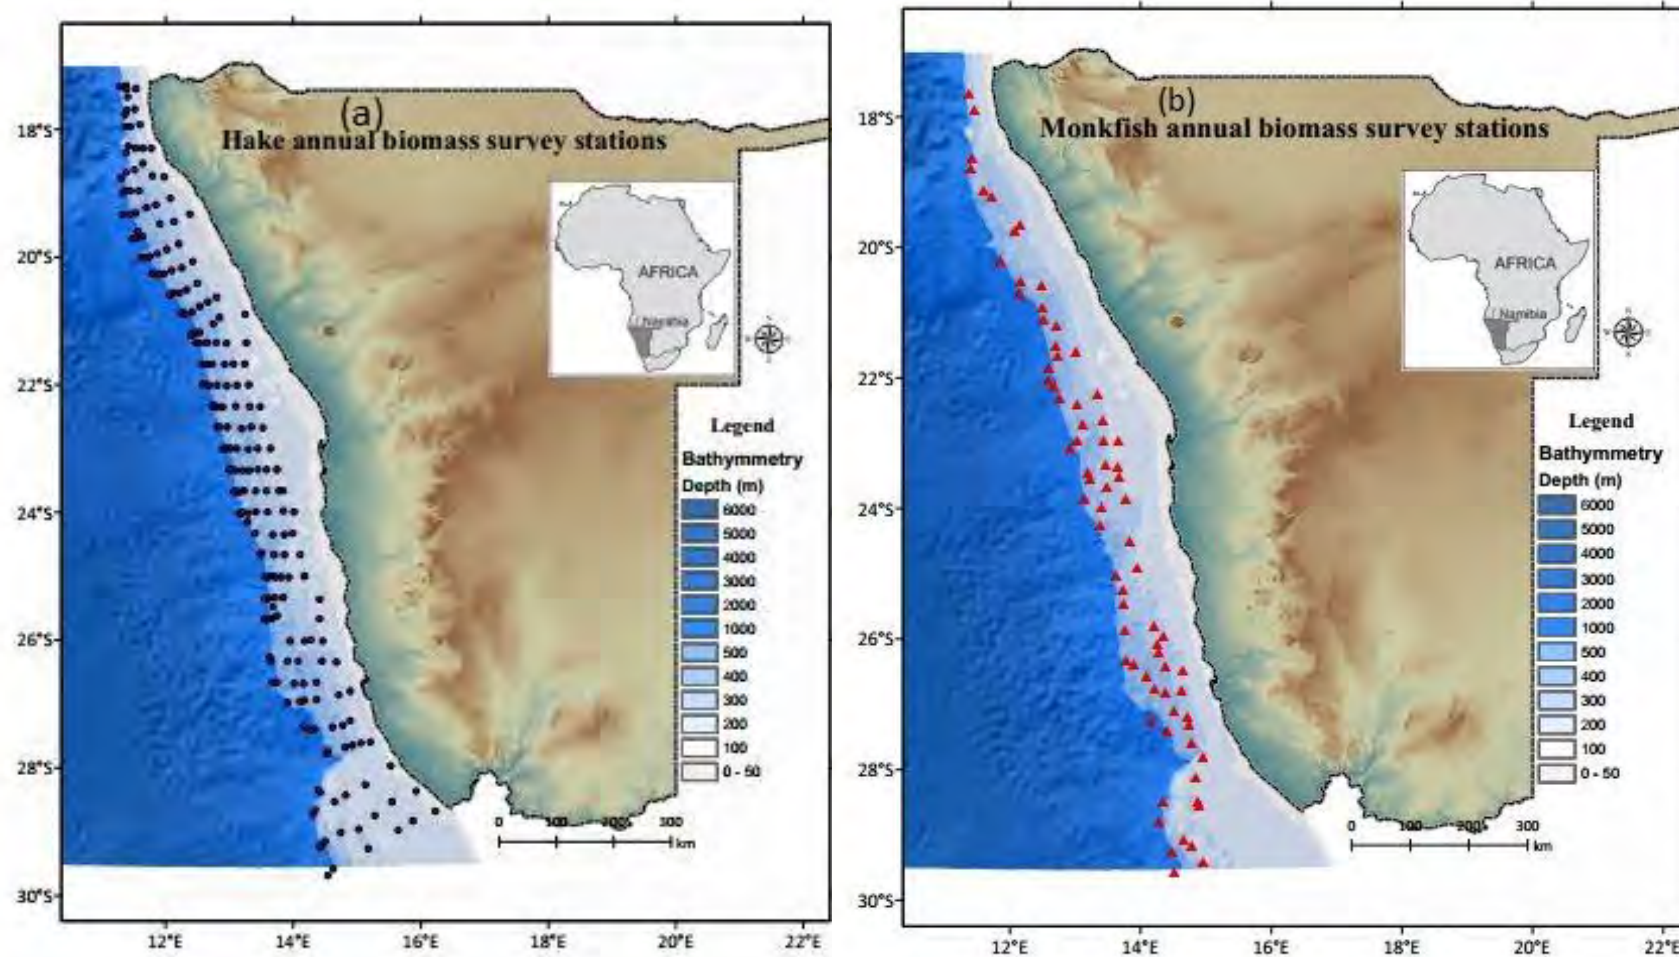 (a)
Hake annual biomass survey stations
AFRICA
Namibia
Legend
Bathymmetry
Depth (m)
6000
5000
4000
3000
2000
1000
500
400
300
200
100
0 - 50
0 100 200 300
km
18°S
20°S
22°S
24°S
26°S
28°S
30°S
12°E 14°E 16°E 18°E 20°E 22°E
(b)
Monkfish annual biomass survey stations
AFRICA
Namibia
Legend
Bathymmetry
Depth (m)
6000
5000
4000
3000
2000
1000
500
400
300
200
100
0 - 50
0 100 200 300
km
18°S
20°S
22°S
24°S
26°S
28°S
30°S
12°E 14°E 16°E 18°E 20°E 22°E